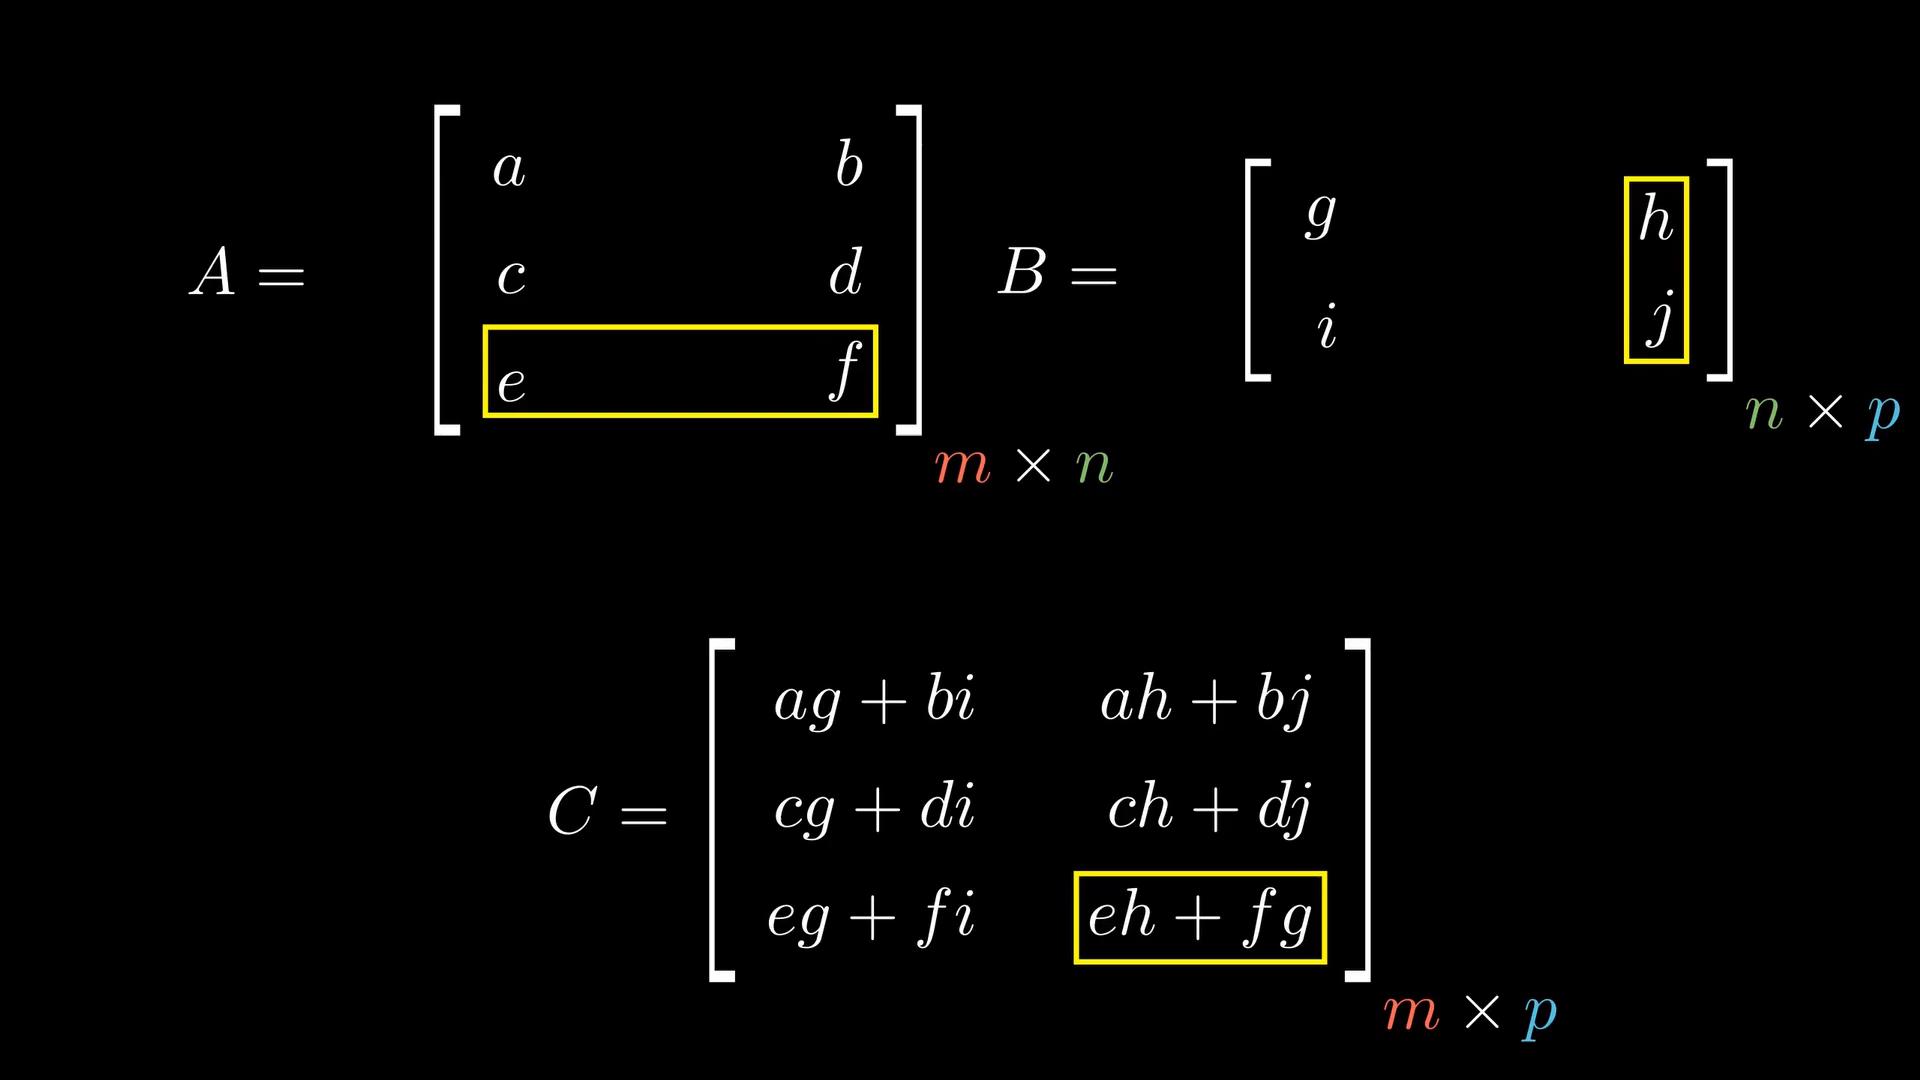 A = [ a b
c d
e f ] m × n
B = [ g h
i j ] n × p
C = [ ag + bi ah + bj
cg + di ch + dj
eg + fi eh + fg ] m × p